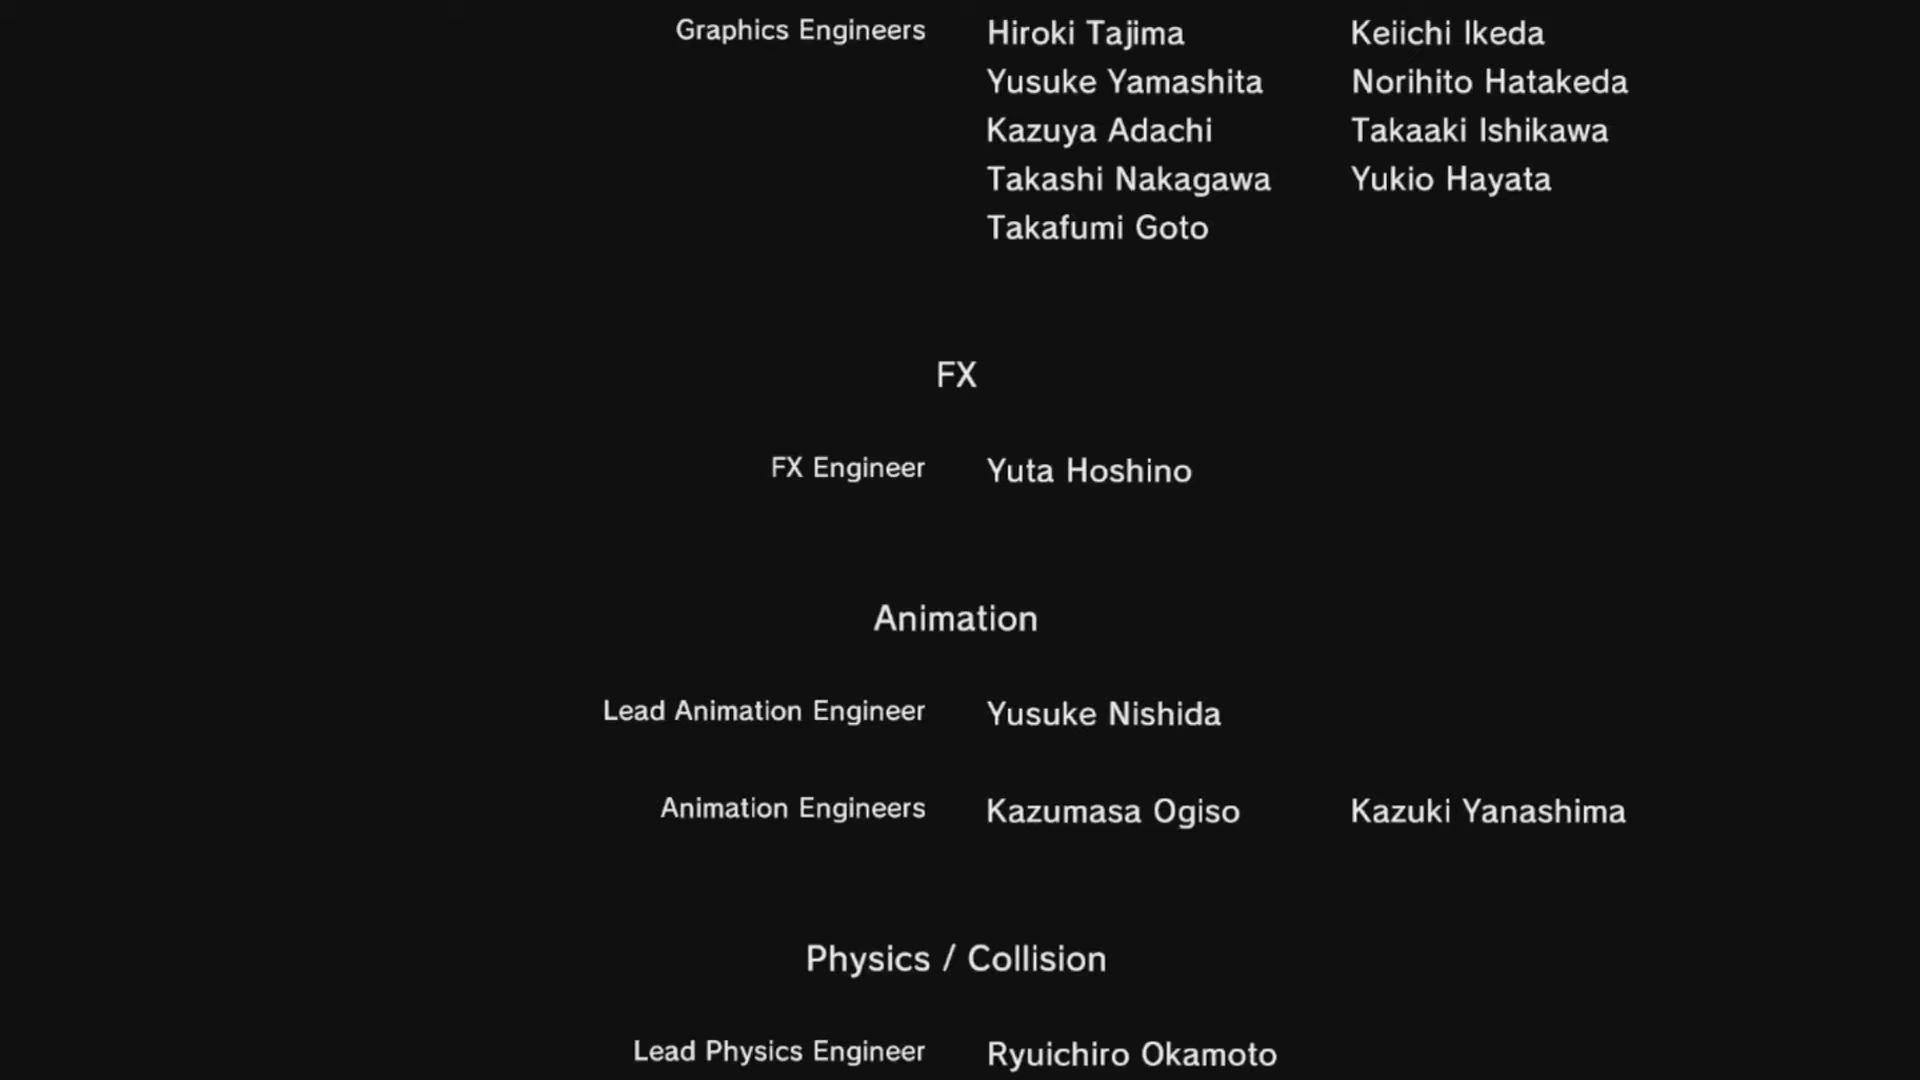 Graphics Engineers Hiroki Tajima Keiichi Ikeda
Yusuke Yamashita Norihito Hatakeda
Kazuya Adachi Takaaki Ishikawa
Takashi Nakagawa Yukio Hayata
Takafumi Goto
FX
FX Engineer Yuta Hoshino
Animation
Lead Animation Engineer Yusuke Nishida
Animation Engineers Kazumasa Ogiso Kazuki Yanashima
Physics / Collision
Lead Physics Engineer Ryuichiro Okamoto